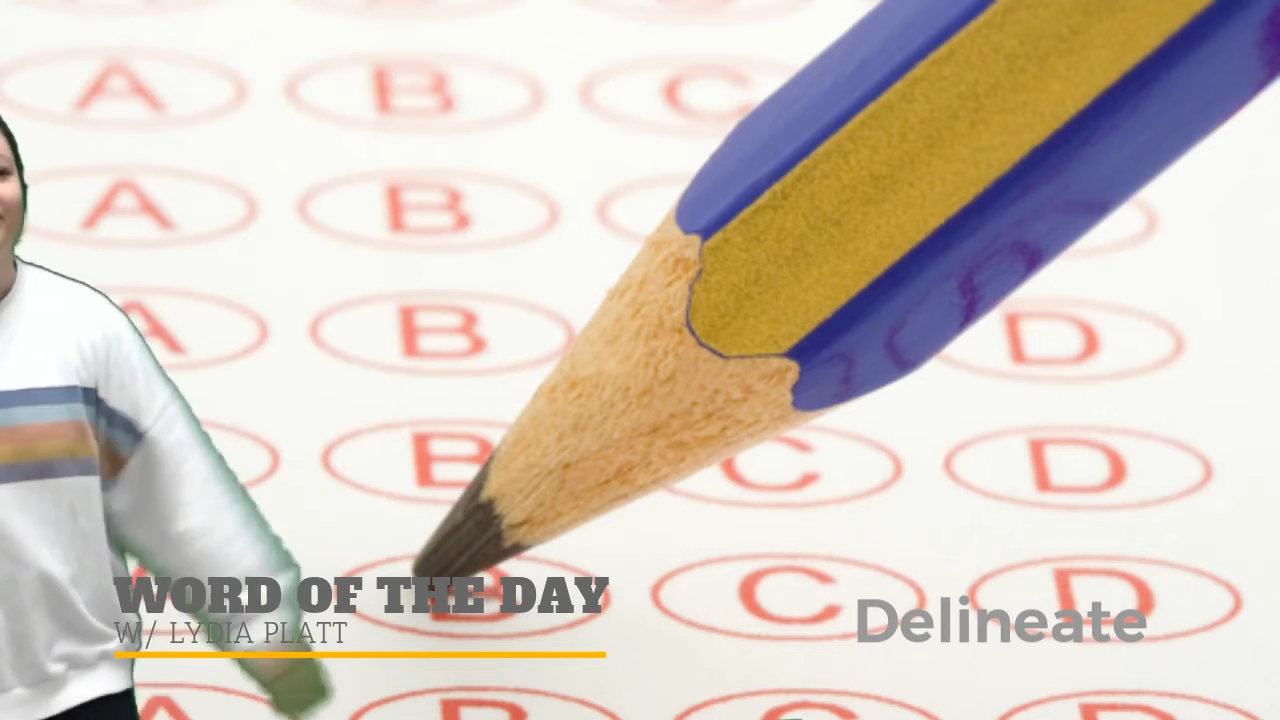 A B C
A B
A B D
B C D
WORD OF THE DAY
W/ LYDIA PLATT
B C D
Delineate